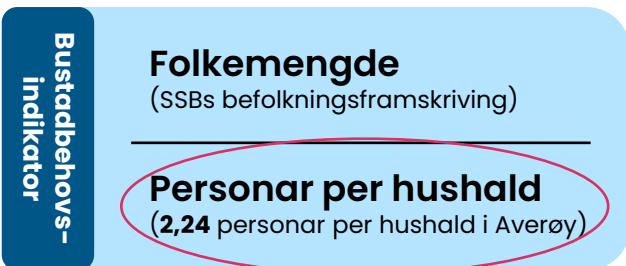 Bustadbehovs-
indikator
Folkemengde
(SSBs befolkningsframskriving)
Personar per hushald
(2,24 personar per hushald i Averøy)